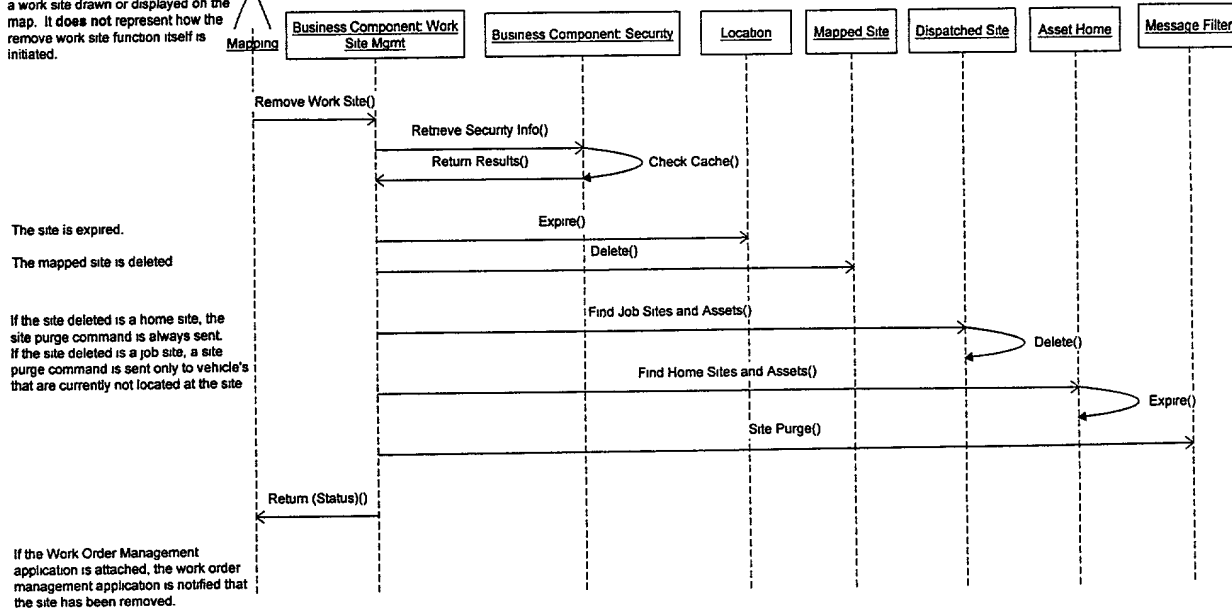 a work site drawn or displayed on the
map. It does not represent how the
remove work site function itself is
initiated.
Mapping
Business Component: Work
Site Mgmt
Business Component: Security
Location
Mapped Site
Dispatched Site
Asset Home
Message Filter
Remove Work Site()
Retrieve Security Info()
Return Results()
Check Cache()
The site is expired.
Expire()
The mapped site is deleted
Delete()
If the site deleted is a home site, the
site purge command is always sent.
If the site deleted is a job site, a site
purge command is sent only to vehicle's
that are currently not located at the site
Find Job Sites and Assets()
Delete()
Find Home Sites and Assets()
Expire()
Site Purge()
Return (Status)()
If the Work Order Management
application is attached, the work order
management application is notified that
the site has been removed.